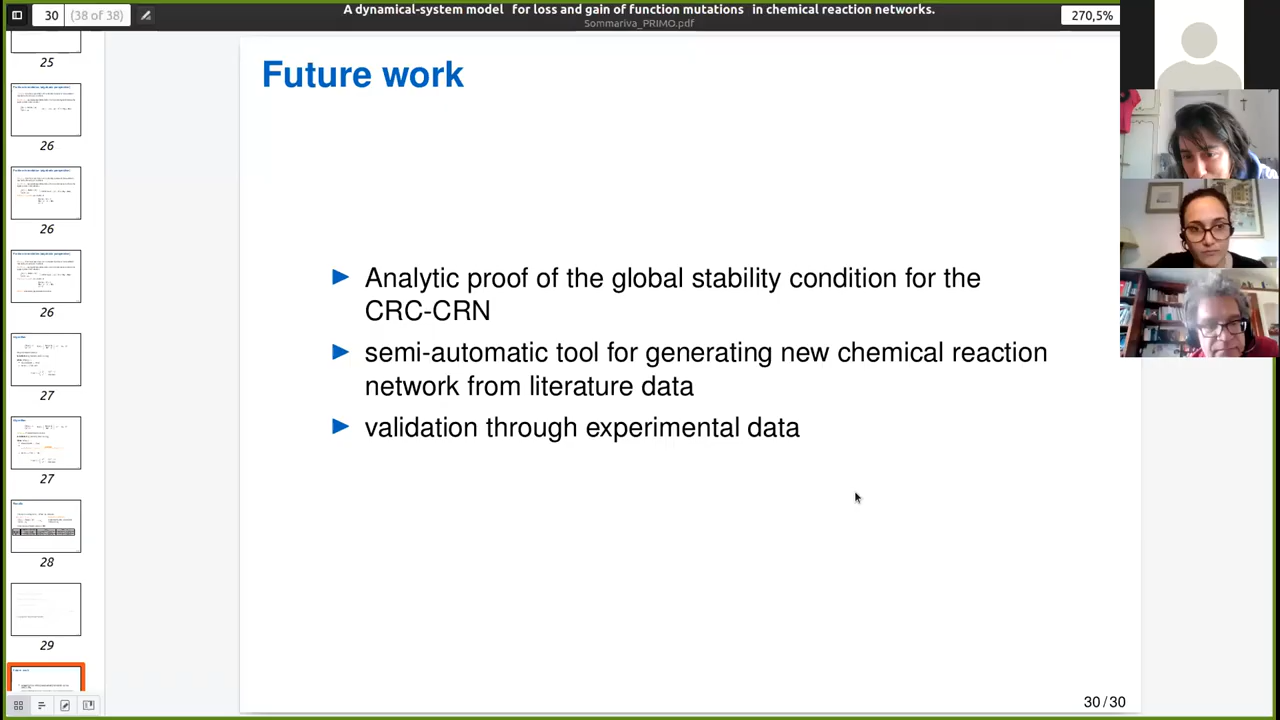 30 (38 of 38)
A dynamical-system model for loss and gain of function mutations in chemical reaction networks.
Sommariva_PRIMO.pdf
270,5%
25
26
26
26
27
27
28
29
Future work
Analytic proof of the global stability condition for the
CRC-CRN
semi-automatic tool for generating new chemical reaction
network from literature data
validation through experimental data
30/30